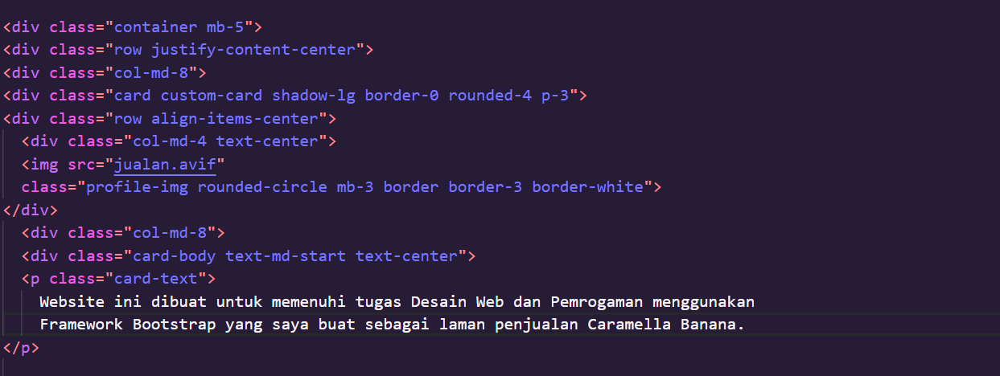 <div class="container mb-5">
<div class="row justify-content-center">
<div class="col-md-8">
<div class="card custom-card shadow-lg border-0 rounded-4 p-3">
<div class="row align-items-center">
<div class="col-md-4 text-center">
<img src="jualan.avif"
class="profile-img rounded-circle mb-3 border border-3 border-white">
</div>
<div class="col-md-8">
<div class="card-body text-md-start text-center">
<p class="card-text">
Website ini dibuat untuk memenuhi tugas Desain Web dan Pemrogaman menggunakan
Framework Bootstrap yang saya buat sebagai laman penjualan Caramella Banana.
</p>